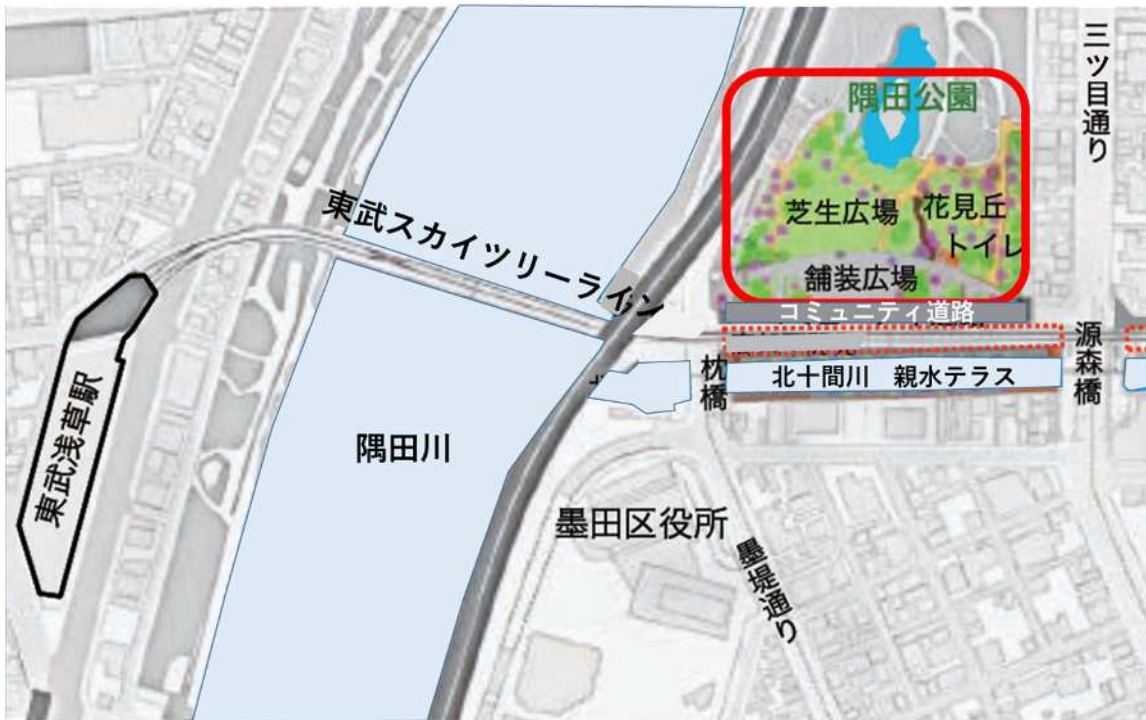 隅田公園
三ツ目通り
芝生広場
花見丘
トイレ
舗装広場
コミュニティ道路
東武スカイツリーライン
源森橋
枕橋
北十間川 親水テラス
東武浅草駅
隅田川
墨田区役所
墨堤通り